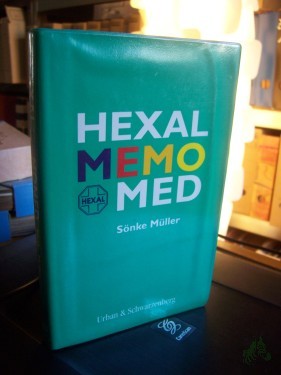 HEXAL
MEMO
HEXAL
MED
Sönke Müller
Urban & Schwarzenberg